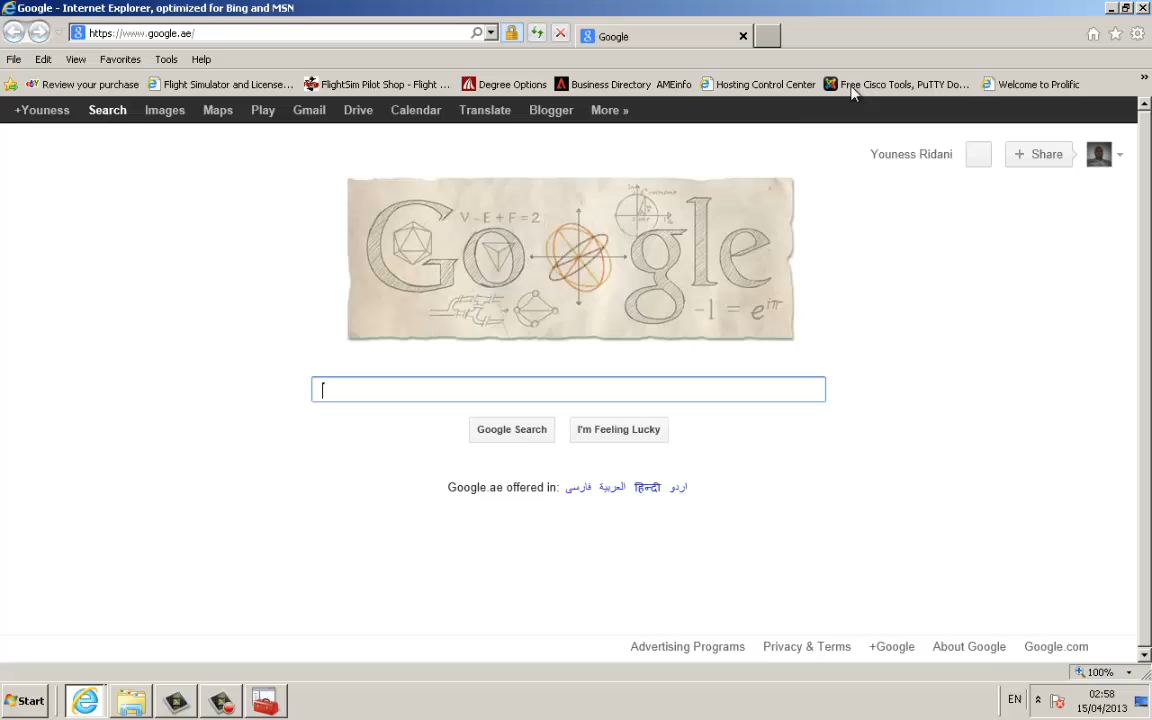 Google - Internet Explorer, optimized for Bing and MSN
https://www.google.ae/
Google
File Edit View Favorites Tools Help
Review your purchase Flight Simulator and License... FlightSim Pilot Shop - Flight ... Degree Options Business Directory AMEinfo Hosting Control Center Free Cisco Tools, PuTTY Do... Welcome to Prolific
+Youness Search Images Maps Play Gmail Drive Calendar Translate Blogger More »
Youness Ridani + Share
V-E+F=2
Google
-1 = e^{iπ}
Google Search I'm Feeling Lucky
Google.ae offered in: فارسی العربية हिन्दी اردو
Advertising Programs Privacy & Terms +Google About Google Google.com
100%
Start EN 02:58
15/04/2013